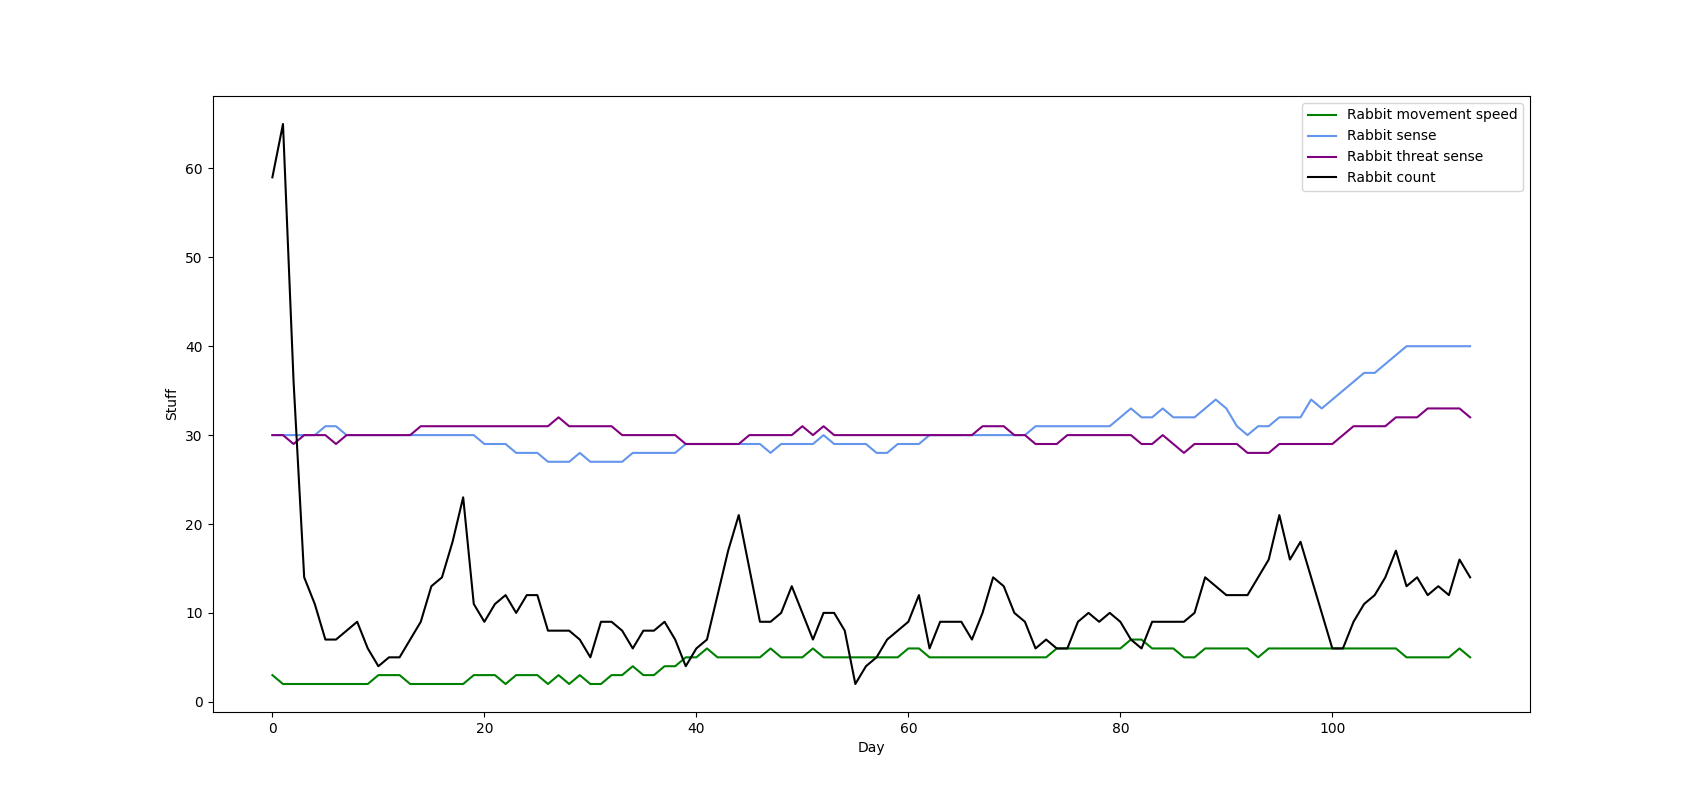 Rabbit movement speed
Rabbit sense
Rabbit threat sense
Rabbit count
60
50
40
30
20
10
0
Stuff
0 20 40 60 80 100
Day